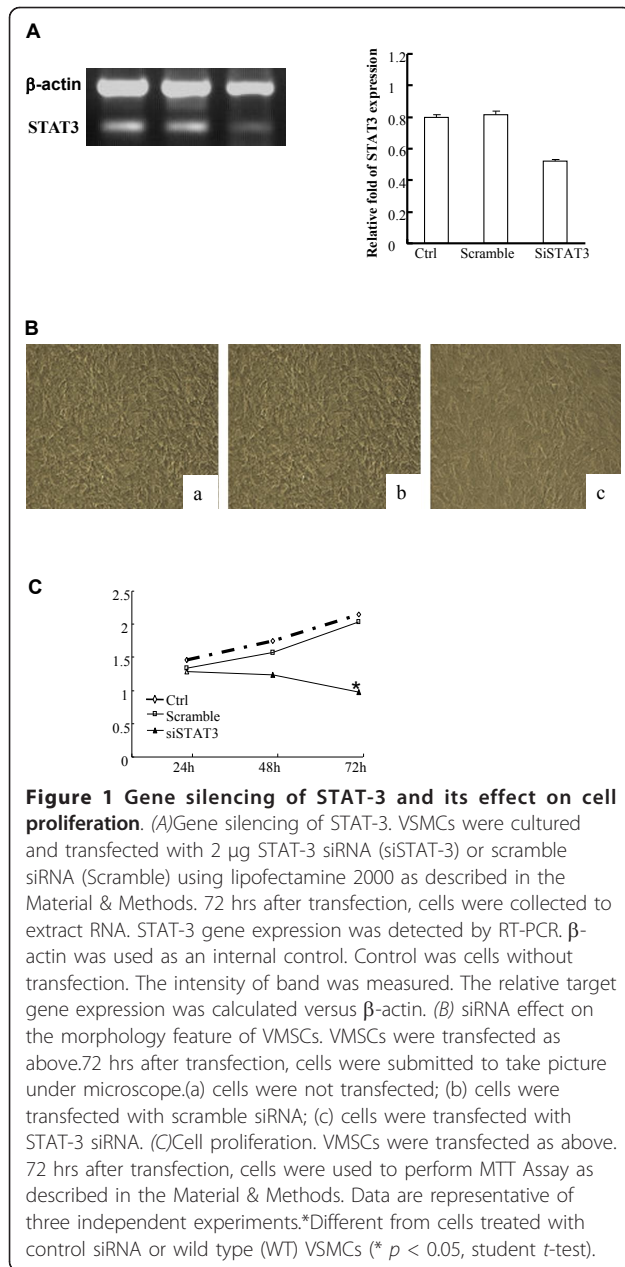 A
β-actin
STAT3
Relative fold of STAT3 expression
1.2
1
0.8
0.6
0.4
0.2
0
Ctrl Scramble SiSTAT3
B
a
b
c
C
2.5
2
1.5
1
0.5
0
Ctrl
Scramble
siSTAT3
*
24h 48h 72h
Figure 1 Gene silencing of STAT-3 and its effect on cell
proliferation. (A)Gene silencing of STAT-3. VSMCs were cultured
and transfected with 2 μg STAT-3 siRNA (siSTAT-3) or scramble
siRNA (Scramble) using lipofectamine 2000 as described in the
Material & Methods. 72 hrs after transfection, cells were collected to
extract RNA. STAT-3 gene expression was detected by RT-PCR. β-
actin was used as an internal control. Control was cells without
transfection. The intensity of band was measured. The relative target
gene expression was calculated versus β-actin. (B) siRNA effect on
the morphology feature of VMSCs. VMSCs were transfected as
above.72 hrs after transfection, cells were submitted to take picture
under microscope.(a) cells were not transfected; (b) cells were
transfected with scramble siRNA; (c) cells were transfected with
STAT-3 siRNA. (C)Cell proliferation. VMSCs were transfected as above.
72 hrs after transfection, cells were used to perform MTT Assay as
described in the Material & Methods. Data are representative of
three independent experiments.*Different from cells treated with
control siRNA or wild type (WT) VSMCs (* p < 0.05, student t-test).